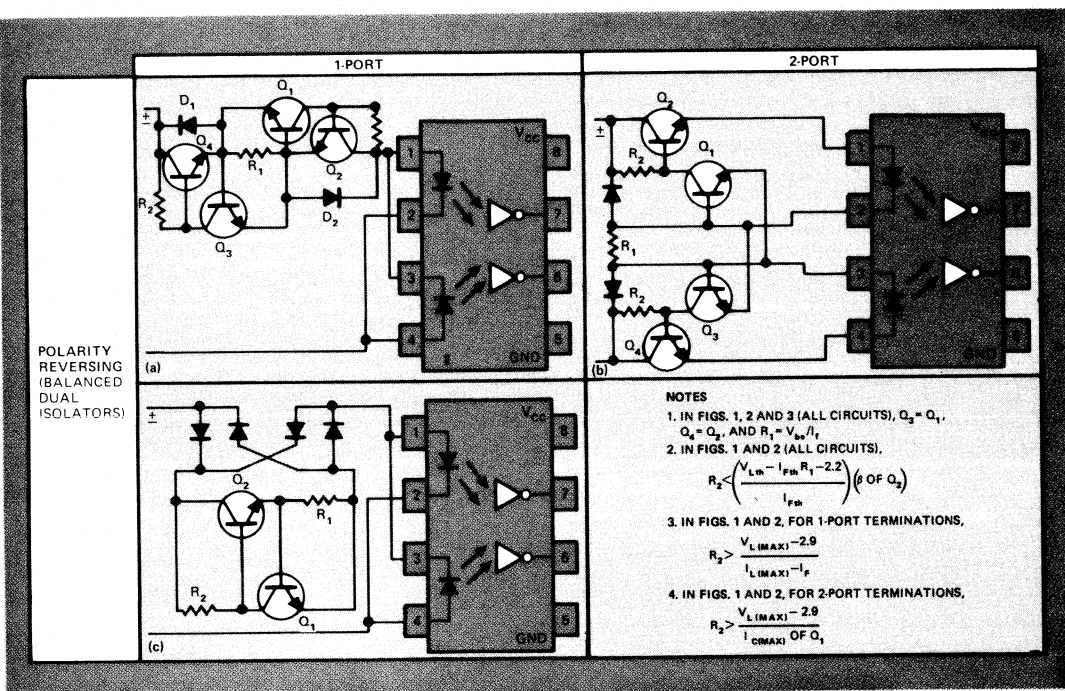 1-PORT
2-PORT
POLARITY
REVERSING
(BALANCED
DUAL
ISOLATORS)
±
D1
Q1
Q4
R1
Q2
R2
D2
Q3
1
2
3
4
VCC
8
7
6
5
GND
(a)
±
Q2
Q1
R2
R1
R2
Q3
Q4
1
2
3
4
VCC
7
GND
(b)
±
Q2
R1
R2
Q1
1
2
3
4
VCC
8
7
6
5
GND
(c)
NOTES
1. IN FIGS. 1, 2 AND 3 (ALL CIRCUITS), Q3 = Q1,
Q4 = Q2, AND R1 = Vbe/If
2. IN FIGS. 1 AND 2 (ALL CIRCUITS),
R2 < ( VLth − IFth R1 − 2.2 / IFth ) (β OF Q2)
3. IN FIGS. 1 AND 2, FOR 1-PORT TERMINATIONS,
R2 > VL(MAX) − 2.9 / IL(MAX) − IF
4. IN FIGS. 1 AND 2, FOR 2-PORT TERMINATIONS,
R2 > VL(MAX) − 2.9 / IC(MAX) OF Q1